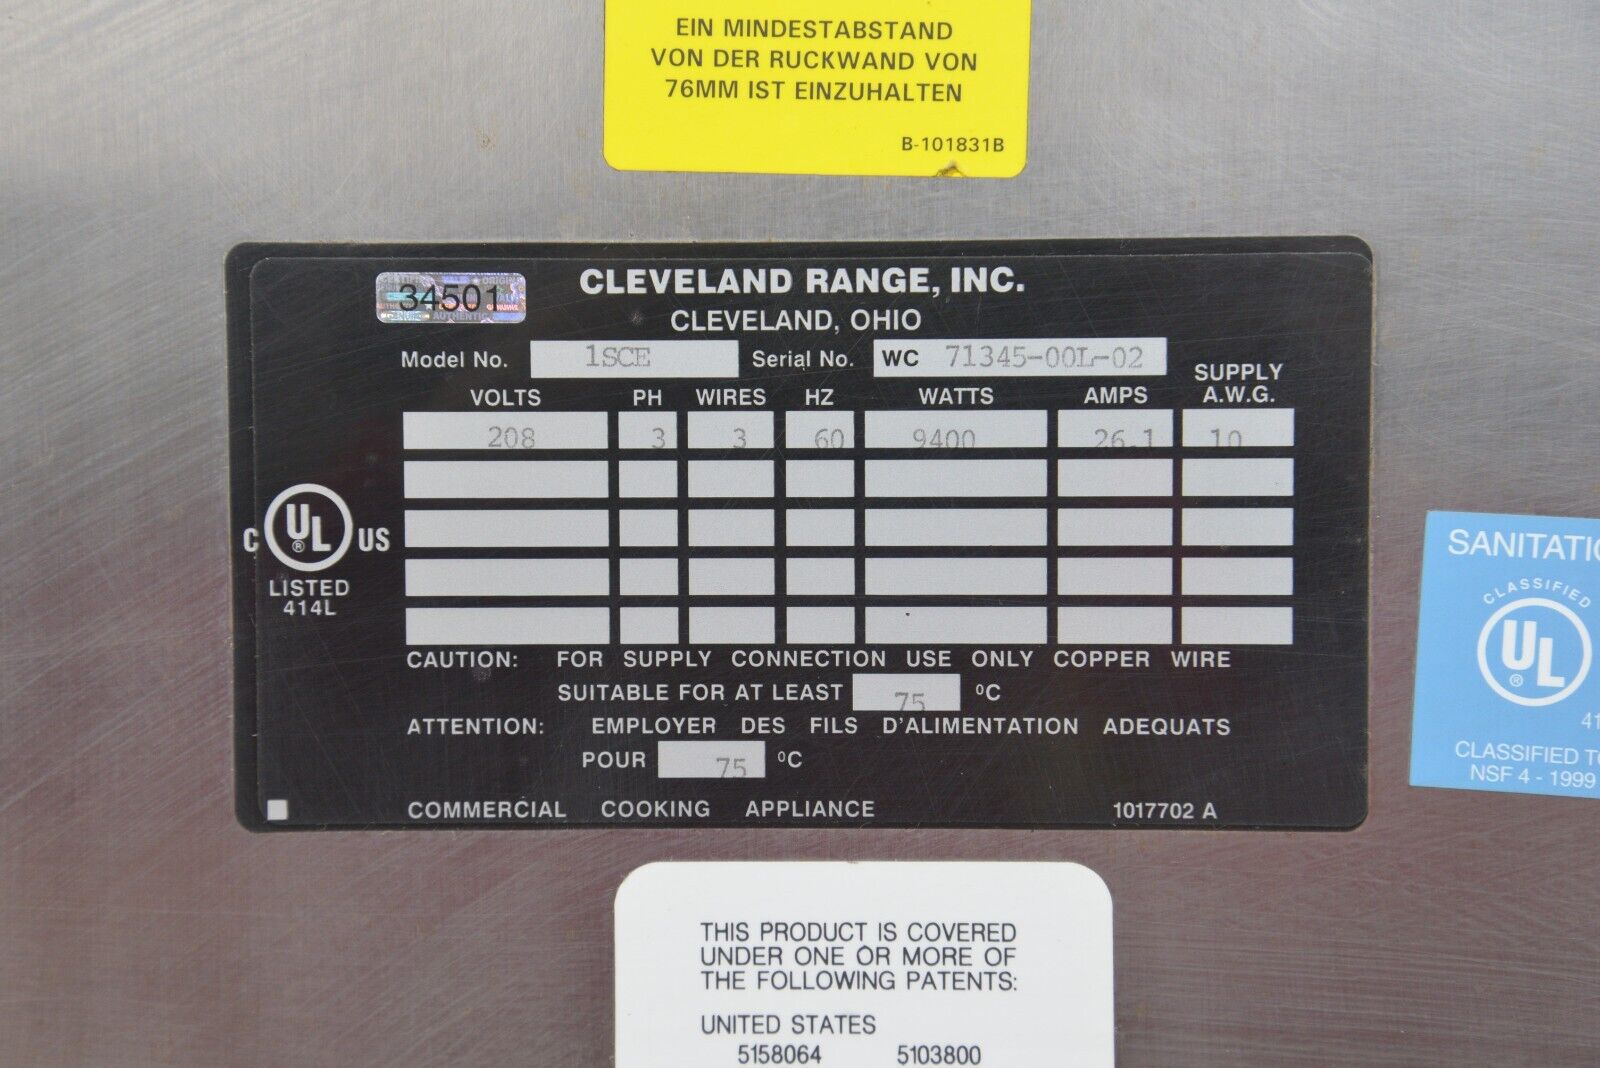 EIN MINDESTABSTAND
VON DER RUCKWAND VON
76MM IST EINZUHALTEN
B-101831B
34501
CLEVELAND RANGE, INC.
CLEVELAND, OHIO
Model No. 1SCE Serial No. WC 71345-00L-02
VOLTS PH WIRES HZ WATTS AMPS SUPPLY A.W.G.
208 3 3 60 9400 26.1 10
C UL ® US
LISTED
414L
CAUTION: FOR SUPPLY CONNECTION USE ONLY COPPER WIRE
SUITABLE FOR AT LEAST 75 °C
ATTENTION: EMPLOYER DES FILS D'ALIMENTATION ADEQUATS
POUR 75 °C
COMMERCIAL COOKING APPLIANCE 1017702 A
SANITATIO
CLASSIFIED
UL ®
41
CLASSIFIED TO
NSF 4 - 1999
THIS PRODUCT IS COVERED
UNDER ONE OR MORE OF
THE FOLLOWING PATENTS:
UNITED STATES
5158064 5103800